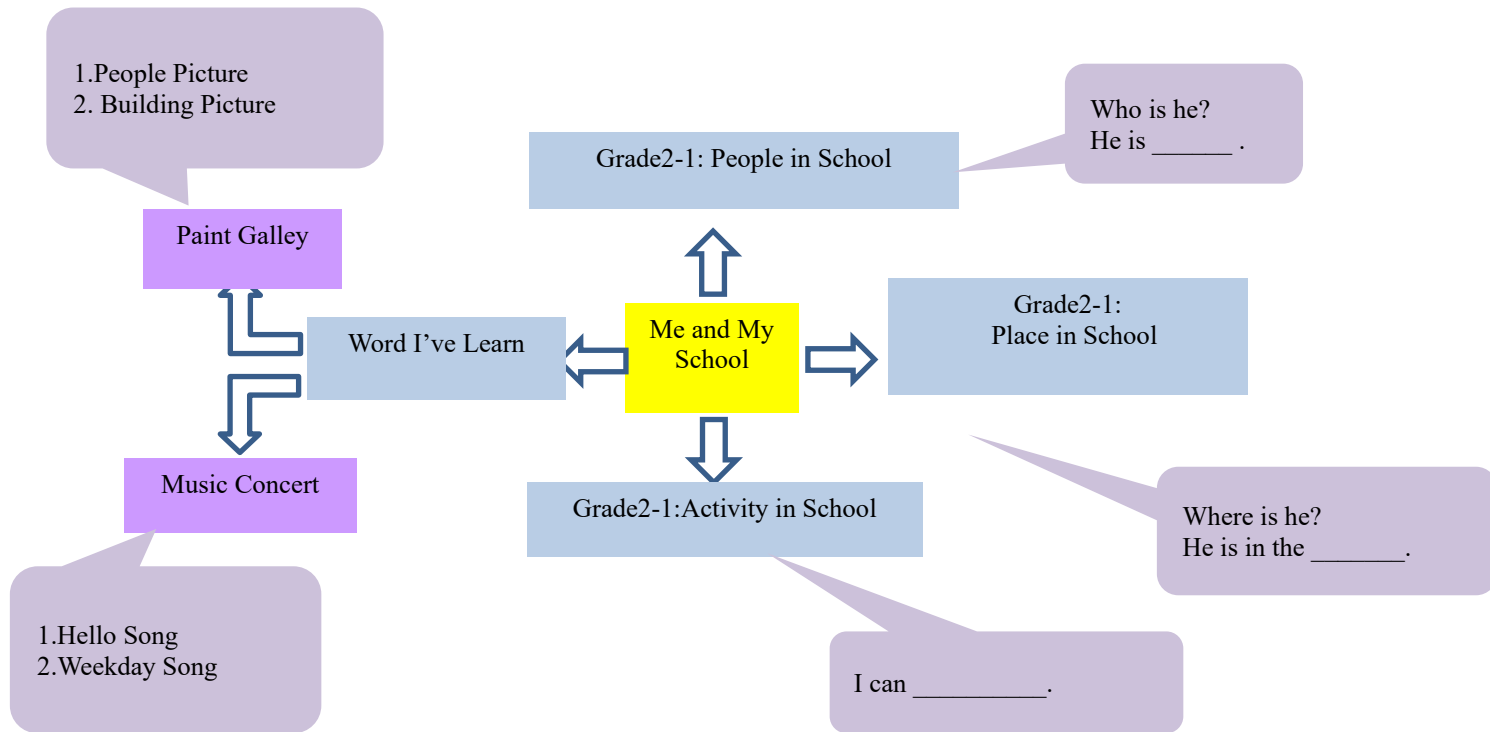 1.People Picture
2. Building Picture
Who is he?
He is ______ .
Grade2-1: People in School
Paint Galley
Grade2-1:
Place in School
Me and My
School
Word I’ve Learn
Music Concert
Grade2-1:Activity in School
Where is he?
He is in the _______.
1.Hello Song
2.Weekday Song
I can __________.